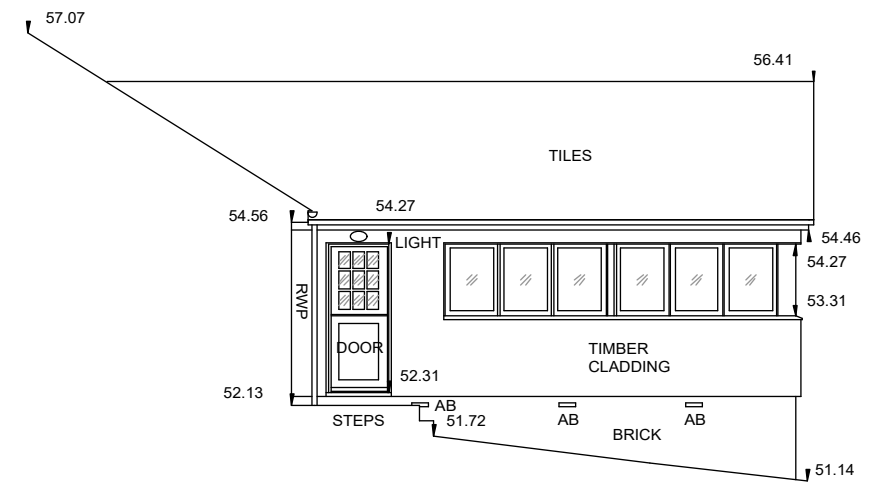 57.07
56.41
TILES
54.27
54.56
LIGHT
54.46
54.27
RWP
53.31
DOOR
TIMBER
CLADDING
52.31
52.13
AB
STEPS
51.72
AB
AB
BRICK
51.14